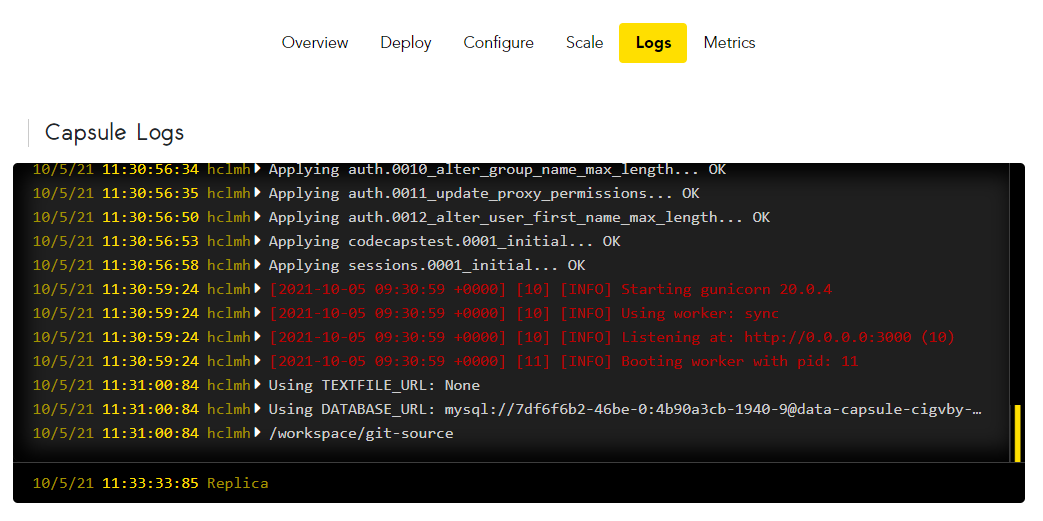 Overview Deploy Configure Scale Logs Metrics
Capsule Logs
10/5/21 11:30:56:34 hclmh Applying auth.0010_alter_group_name_max_length... OK
10/5/21 11:30:56:35 hclmh Applying auth.0011_update_proxy_permissions... OK
10/5/21 11:30:56:50 hclmh Applying auth.0012_alter_user_first_name_max_length... OK
10/5/21 11:30:56:53 hclmh Applying codecapstest.0001_initial... OK
10/5/21 11:30:56:58 hclmh Applying sessions.0001_initial... OK
10/5/21 11:30:59:24 hclmh [2021-10-05 09:30:59 +0000] [10] [INFO] Starting gunicorn 20.0.4
10/5/21 11:30:59:24 hclmh [2021-10-05 09:30:59 +0000] [10] [INFO] Using worker: sync
10/5/21 11:30:59:24 hclmh [2021-10-05 09:30:59 +0000] [10] [INFO] Listening at: http://0.0.0.0:3000 (10)
10/5/21 11:30:59:24 hclmh [2021-10-05 09:30:59 +0000] [11] [INFO] Booting worker with pid: 11
10/5/21 11:31:00:84 hclmh Using TEXTFILE_URL: None
10/5/21 11:31:00:84 hclmh Using DATABASE_URL: mysql://7df6f6b2-46be-0:4b90a3cb-1940-9@data-capsule-cigvby-…
10/5/21 11:31:00:84 hclmh /workspace/git-source
10/5/21 11:33:33:85 Replica